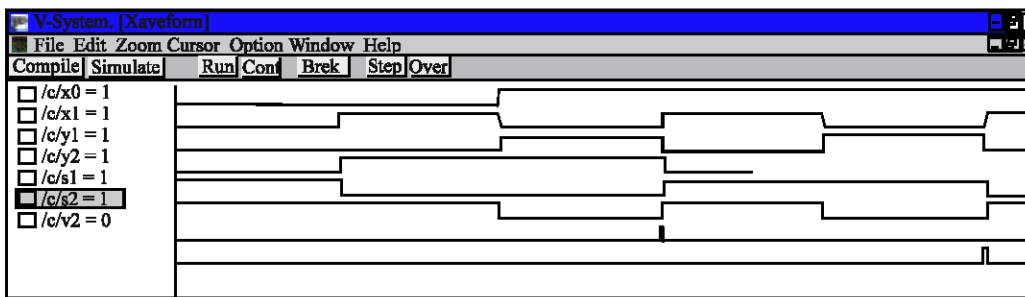 V-System. [Xaveform]
File Edit Zoom Cursor Option Window Help
Compile Simulate Run Cont Brek Step Over
/c/x0 = 1
/c/x1 = 1
/c/y1 = 1
/c/y2 = 1
/c/s1 = 1
/c/s2 = 1
/c/v2 = 0